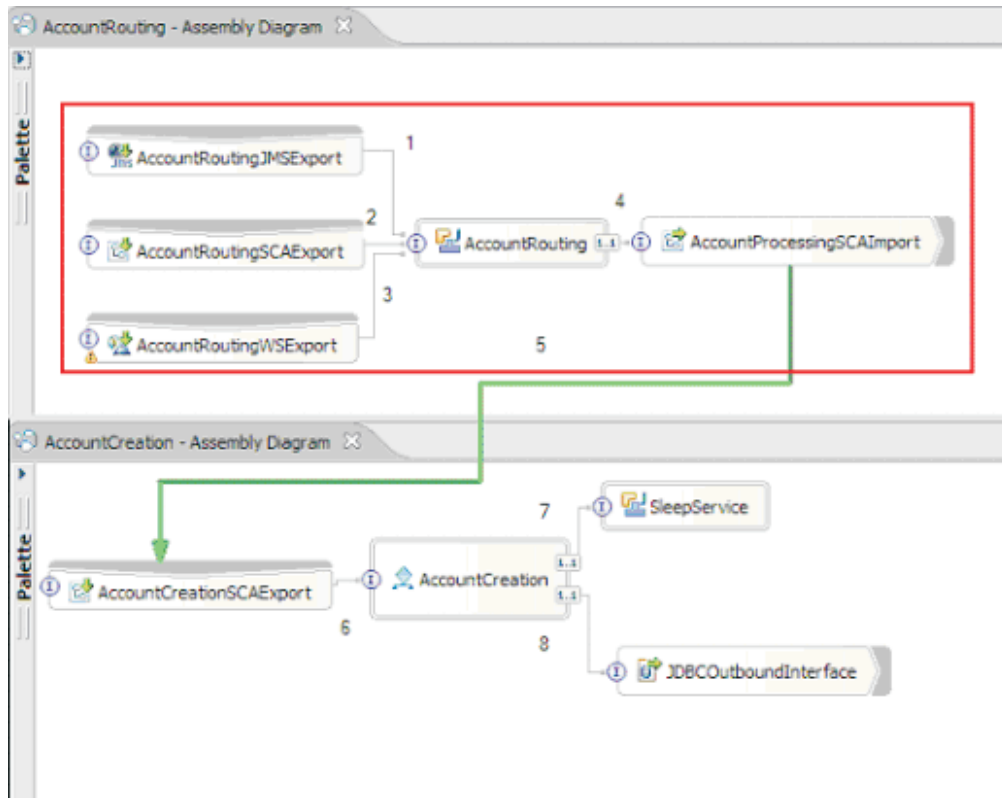 AccountRouting - Assembly Diagram
Palette
1
AccountRoutingJMSExport
2
4
AccountRoutingSCAExport
AccountRouting
1..1
AccountProcessingSCAImport
3
AccountRoutingWSExport
5
AccountCreation - Assembly Diagram
Palette
7
SleepService
1..1
AccountCreation
AccountCreationSCAExport
1..1
6
8
JDBCOutboundInterface